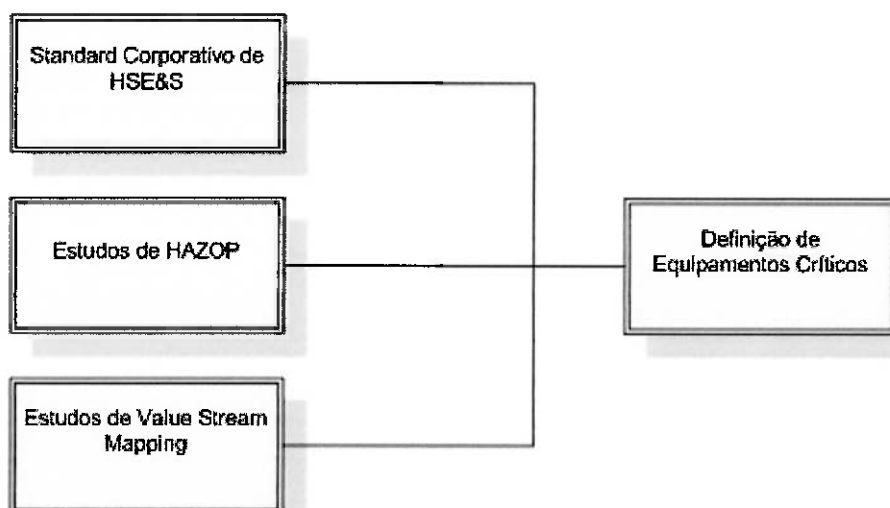 Standard Corporativo de
HSE&S
Estudos de HAZOP
Definição de
Equipamentos Críticos
Estudos de Value Stream
Mapping